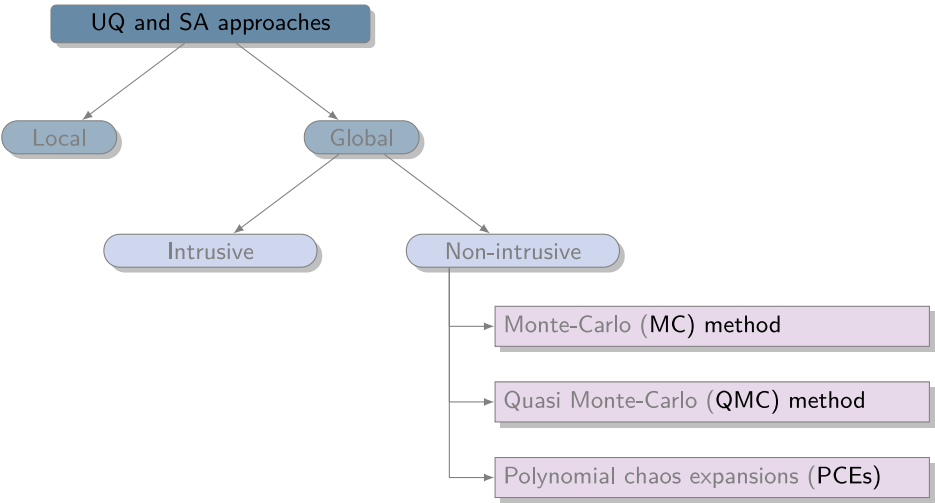 UQ and SA approaches
Local
Global
Intrusive
Non-intrusive
Monte-Carlo (MC) method
Quasi Monte-Carlo (QMC) method
Polynomial chaos expansions (PCEs)